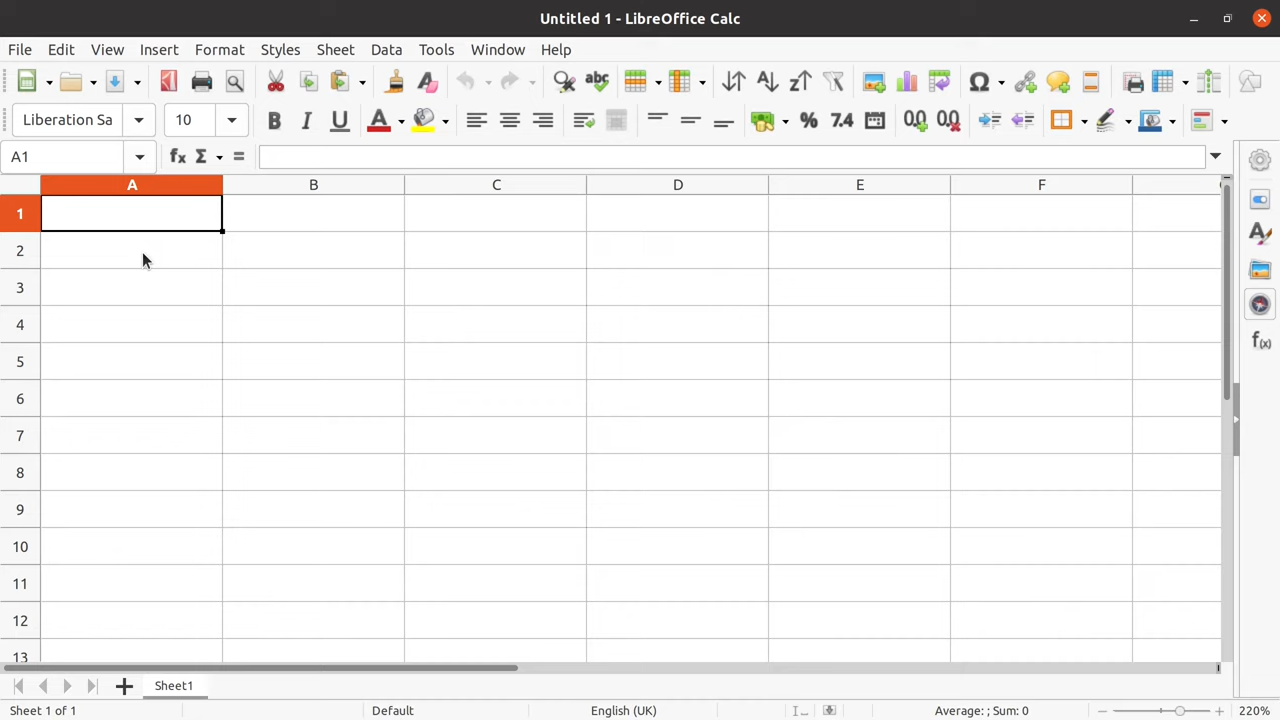 Untitled 1 - LibreOffice Calc
File Edit View Insert Format Styles Sheet Data Tools Window Help
Liberation Sa 10
A1
A B C D E F
1
2
3
4
5
6
7
8
9
10
11
12
13
Sheet1
Sheet 1 of 1 Default English (UK) Average: ; Sum: 0 220%